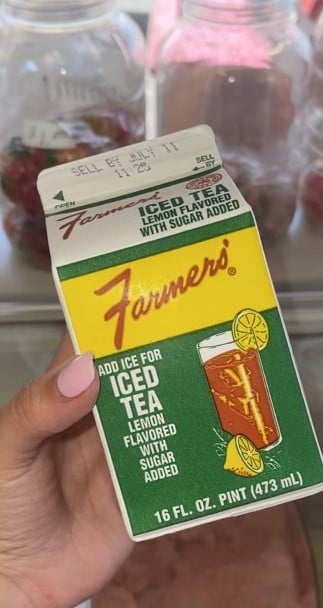 SELL BY JULY 11
11:25
SELL
BY
OPEN
Farmers'
ICED TEA
LEMON FLAVORED
WITH SUGAR ADDED
Farmers'®
ADD ICE FOR
ICED
TEA
LEMON
FLAVORED
WITH
SUGAR
ADDED
16 FL. OZ. PINT (473 mL)